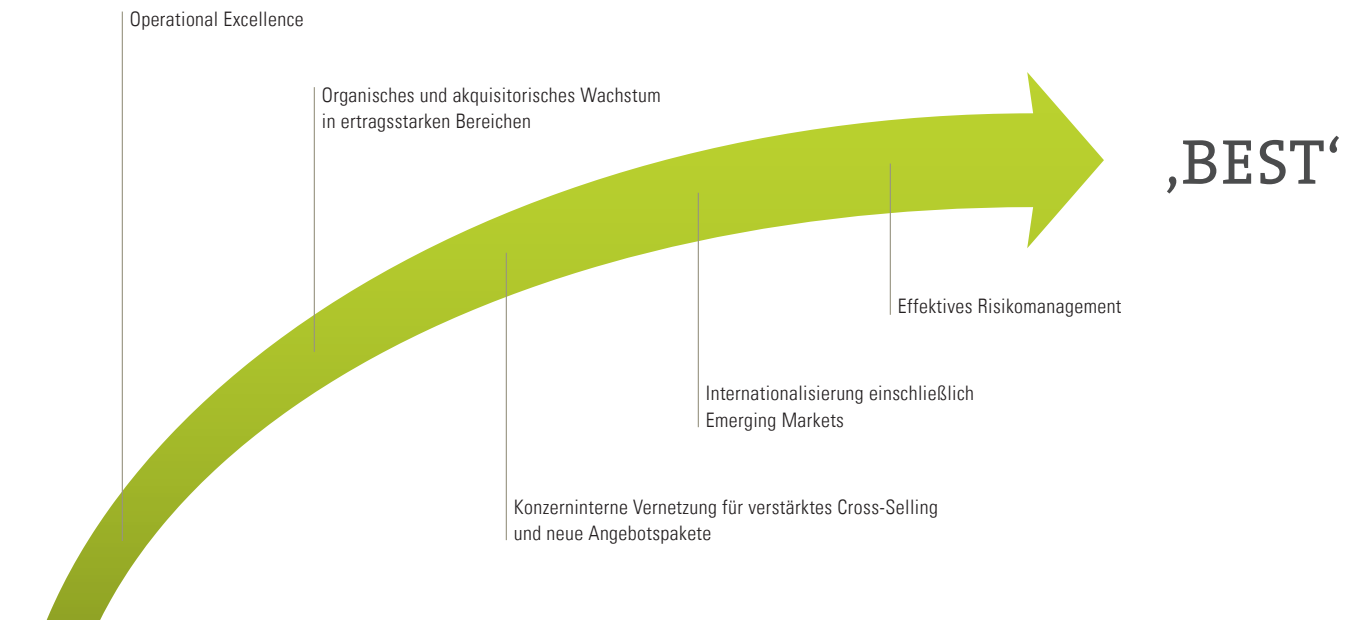 Operational Excellence
Organisches und akquisitorisches Wachstum
in ertragsstarken Bereichen
‚BEST‘
Effektives Risikomanagement
Internationalisierung einschließlich
Emerging Markets
Konzerninterne Vernetzung für verstärktes Cross-Selling
und neue Angebotspakete